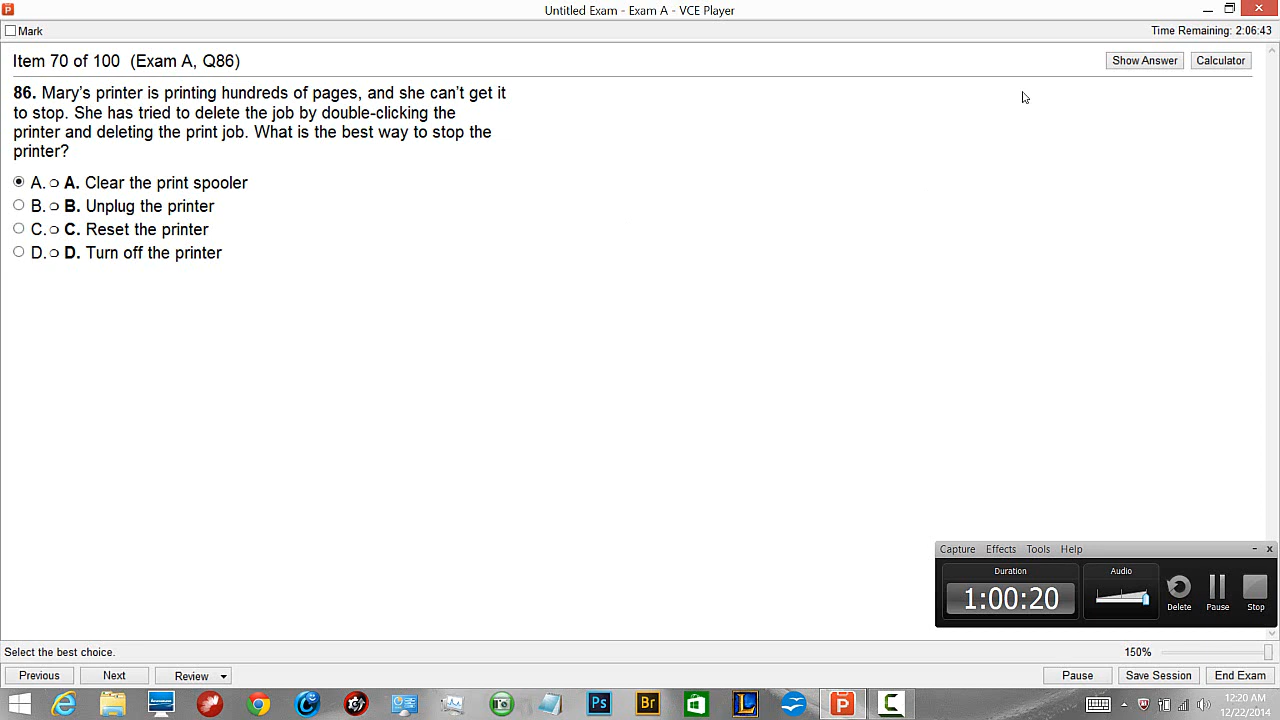 Untitled Exam - Exam A - VCE Player
Mark
Time Remaining: 2:06:43
Item 70 of 100 (Exam A, Q86)
Show Answer
Calculator
86. Mary's printer is printing hundreds of pages, and she can't get it
to stop. She has tried to delete the job by double-clicking the
printer and deleting the print job. What is the best way to stop the
printer?
A. A. Clear the print spooler
B. B. Unplug the printer
C. C. Reset the printer
D. D. Turn off the printer
Capture Effects Tools Help
Duration
Audio
1:00:20
Delete
Pause
Stop
Select the best choice.
150%
Previous
Next
Review
Pause
Save Session
End Exam
Ps
Br
12:20 AM
12/22/2014